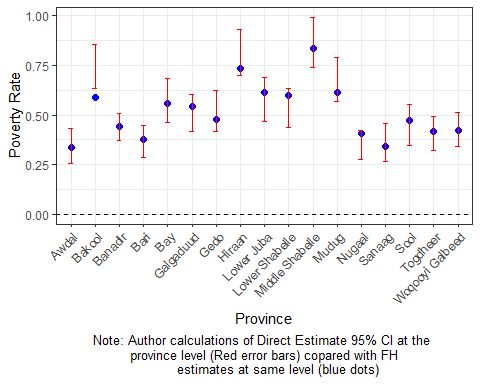 1.00
0.75
0.50
0.25
0.00
Poverty Rate
Awdal
Bakool
Banadir
Bari
Bay
Galgaduud
Gedo
Hiraan
Lower Juba
Lower Shabelle
Middle Shabelle
Mudug
Nugaal
Sanaag
Sool
Togdheer
Woqooyi Galbeed
Province
Note: Author calculations of Direct Estimate 95% CI at the
province level (Red error bars) copared with FH
estimates at same level (blue dots)